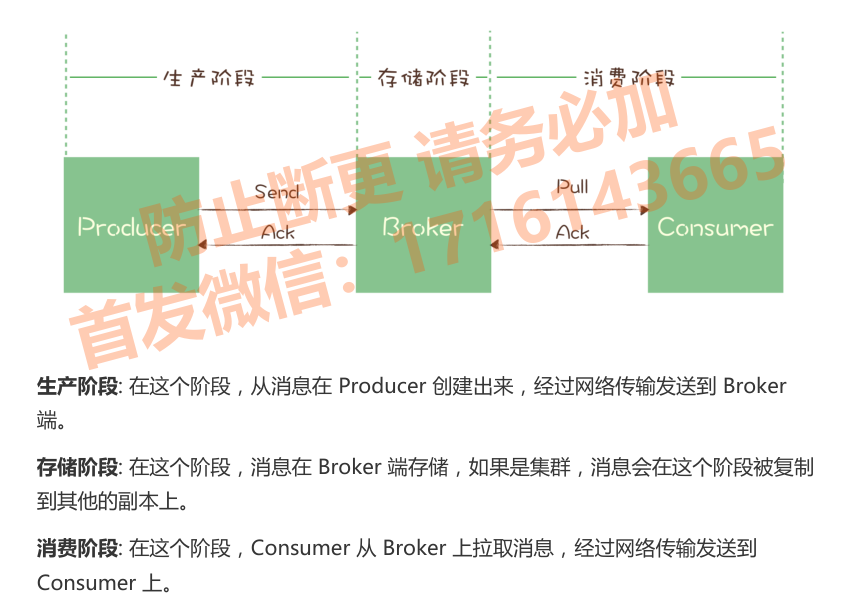 生产阶段
存储阶段
消费阶段
防止断更 请务必加
首发微信：1716143665
Producer
Send
Ack
Broker
Pull
Ack
Consumer
生产阶段: 在这个阶段，从消息在 Producer 创建出来，经过网络传输发送到 Broker
端。
存储阶段: 在这个阶段，消息在 Broker 端存储，如果是集群，消息会在这个阶段被复制
到其他的副本上。
消费阶段: 在这个阶段，Consumer 从 Broker 上拉取消息，经过网络传输发送到
Consumer 上。